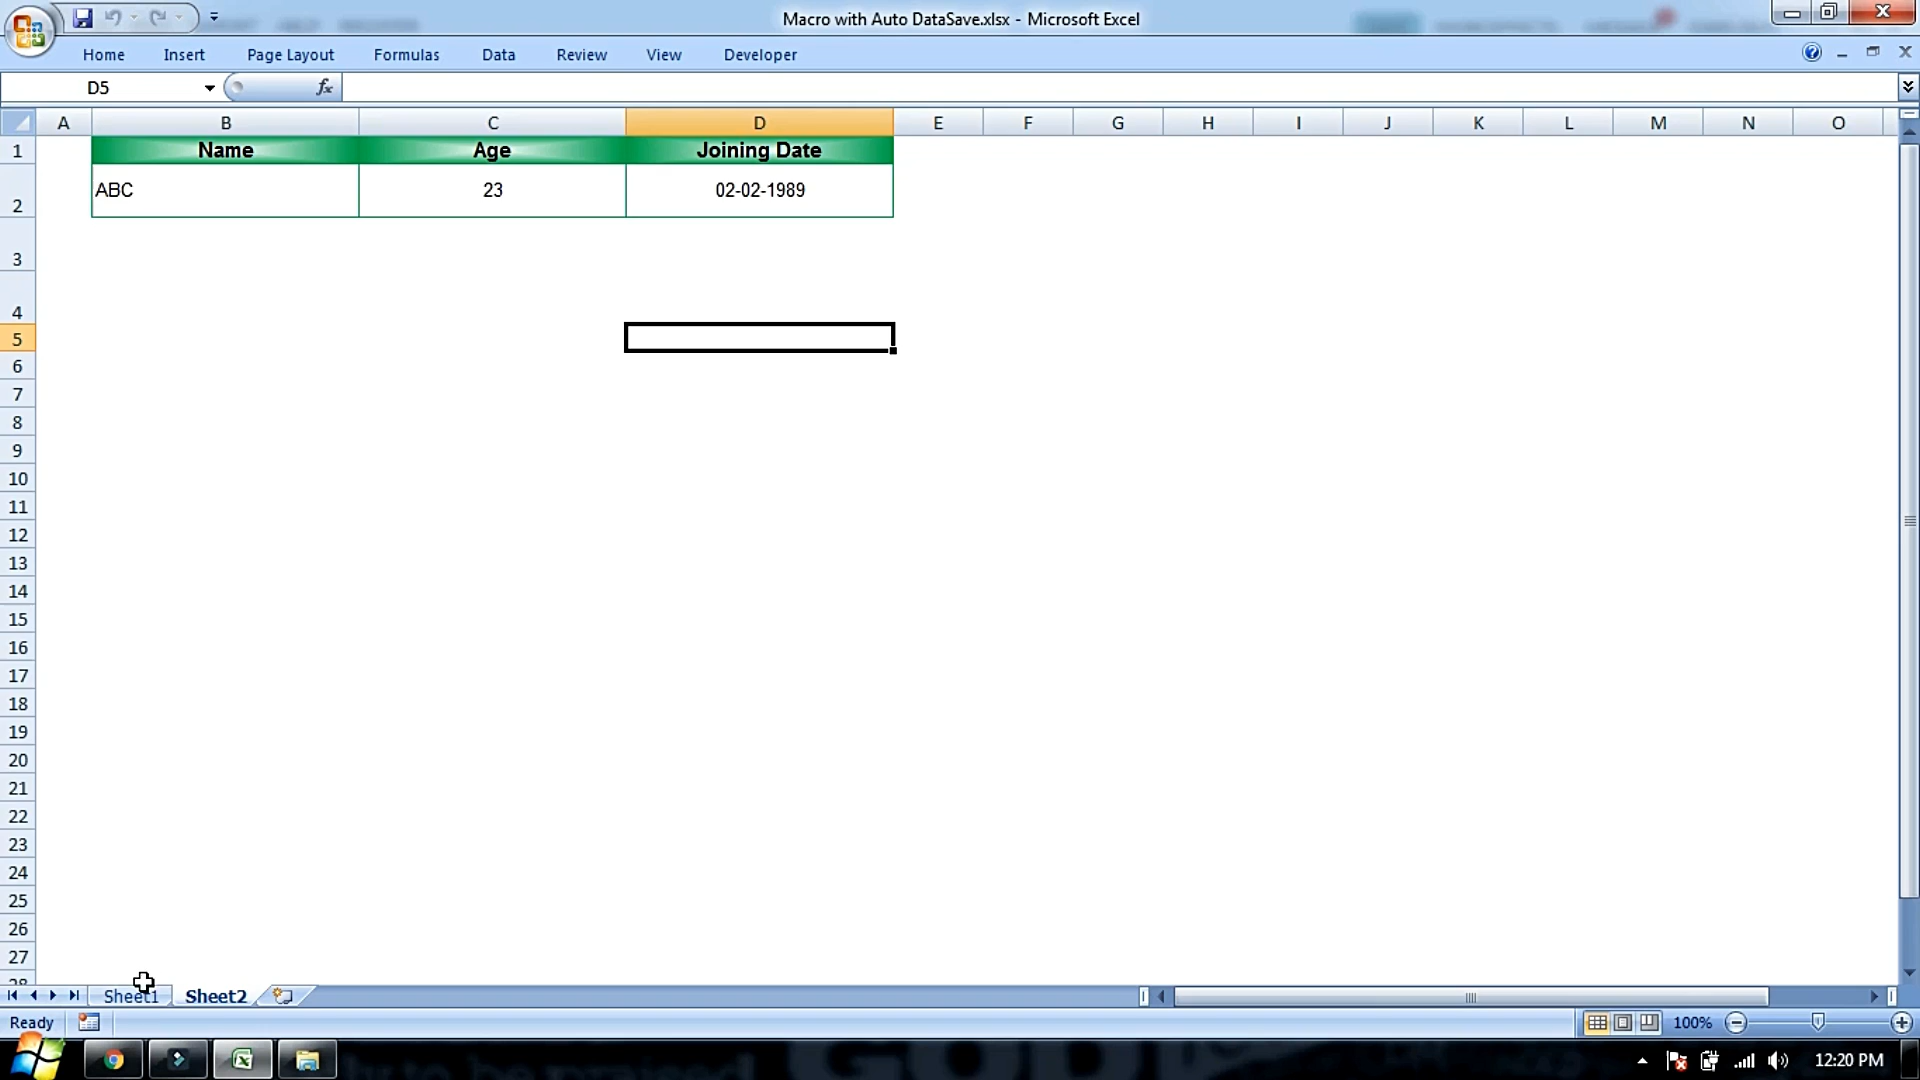 Macro with Auto DataSave.xlsx - Microsoft Excel
Home Insert Page Layout Formulas Data Review View Developer
D5 fx
A B C D E F G H I J K L M N O
1 Name Age Joining Date
2 ABC 23 02-02-1989
3
4
5
6
7
8
9
10
11
12
13
14
15
16
17
18
19
20
21
22
23
24
25
26
27
28
Sheet1 Sheet2
Ready 100%
12:20 PM